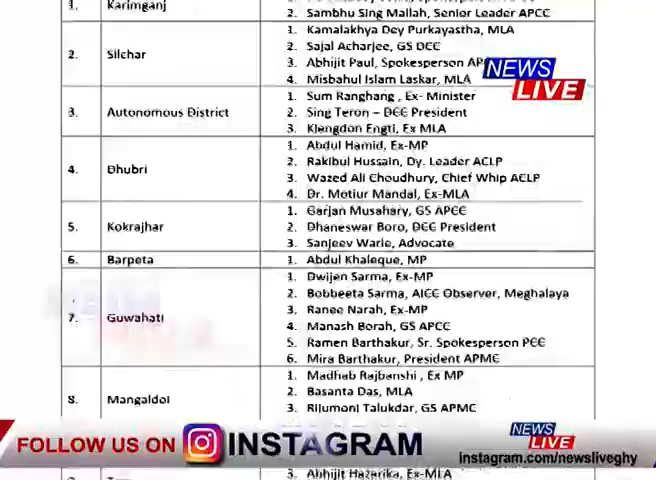 1. Karimganj
2. Sambhu Sing Mallah, Senior Leader APCC
2. Silchar
1. Kamalakhya Dey Purkayastha, MLA
2. Sajal Acharjee, GS DCC
3. Abhijit Paul, Spokesperson
4. Misbahul Islam Laskar, MLA
NEWS
LIVE
3. Autonomous District
1. Sum Ranghang , Ex- Minister
2. Sing Teron – DCC President
3. Klengdon Engti, Ex MLA
4. Dhubri
1. Abdul Hamid, Ex-MP
2. Rakibul Hussain, Dy. Leader ACLP
3. Wazed Ali Choudhury, Chief Whip ACLP
4. Dr. Motiur Mandal, Ex-MLA
5. Kokrajhar
1. Garjan Musahary, GS APCC
2. Dhaneswar Boro, DCC President
3. Sanjeev Warle, Advocate
6. Barpeta
1. Abdul Khaleque, MP
7. Guwahati
1. Dwijen Sarma, Ex-MP
2. Bobbeeta Sarma, AICC Observer, Meghalaya
3. Ranee Narah, Ex-MP
4. Manash Borah, GS APCC
5. Ramen Barthakur, Sr. Spokesperson PCC
6. Mira Barthakur, President APMC
8. Mangaldoi
1. Madhab Rajbanshi , Ex MP
2. Basanta Das, MLA
3. Rijumoni Talukdar, GS APMC
FOLLOW US ON INSTAGRAM
NEWS
LIVE
instagram.com/newsliveghy
3. Abhijit Hazarika, Ex-MLA